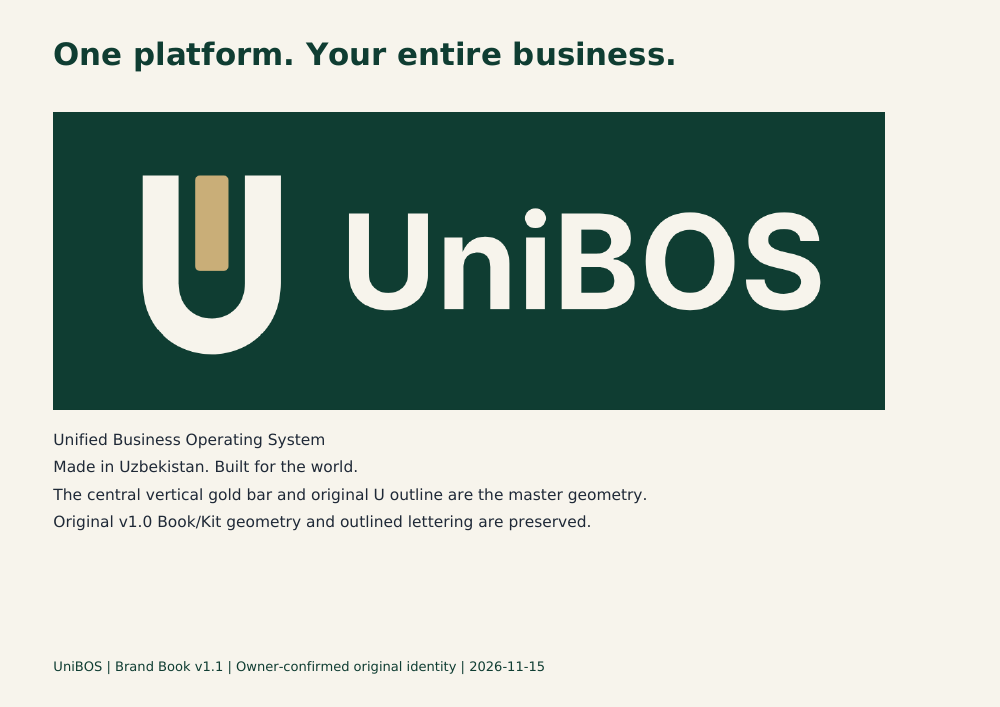 One platform. Your entire business.
UniBOS
Unified Business Operating System
Made in Uzbekistan. Built for the world.
The central vertical gold bar and original U outline are the master geometry.
Original v1.0 Book/Kit geometry and outlined lettering are preserved.
UniBOS | Brand Book v1.1 | Owner-confirmed original identity | 2026-11-15